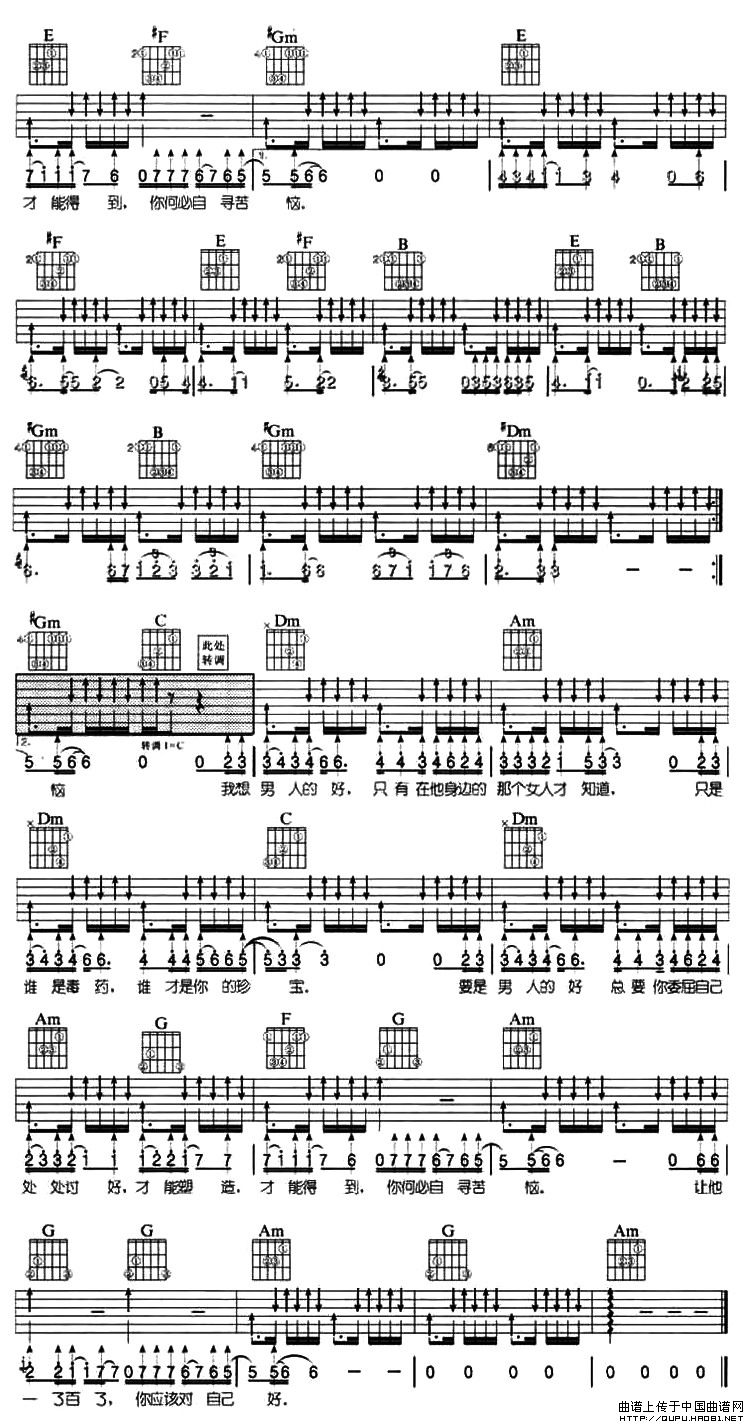 E #F #Gm E
7 1 1 1 7 6 0 7 7 7 6 7 6 5 5 5 6 6 0 0 4 3 4 1 1 3 4 0 6
才 能得 到, 你何必自 寻苦 恼.
#F E #F B E B
6. 5 5 2 2 0 5 4 4. 1 1 5. 2 2 3. 5 5 0 3 5 3 3 3 5 4. 1 1 0. 1 2 2 5
#Gm B #Gm #Dm
6. 6 7 1 2 3 3 2 1 1. 6 6 6 7 1 1 7 6 2. 3 3 — —
#Gm C 此处 转调 Dm Am
2. 5 5 6 6 0 转调 1=C 0 2 3 3 4 3 4 6 6. 4 4 3 4 6 2 4 3 3 3 2 1 5 3 3 0 2 3
恼 我想 男 人的 好, 只 有 在他身边的 那个女人才 知道. 只是
Dm C Dm
3 4 3 4 6 6. 4 4 4 5 6 6 5 5 3 3 3 0 0 2 3 3 4 3 4 6 6. 4 4 3 4 6 2 4
谁 是毒 药, 谁 才是你 的珍 宝. 要是 男 人的 好 总 要 你委屈自己
Am G F G Am
2 3 3 2 1 1 1 2 2 1 7 7 7 1 1 1 7 6 0 7 7 7 6 7 6 5 5 5 6 6 — 0 6 6
处 处讨 好, 才 能塑 造, 才 能得 到, 你何必自 寻苦 恼. 让他
G G Am G Am
2 2 1 1 7 7 0 7 7 7 6 7 6 5 5 5 6 6 — — 0 0 0 0 0 0 0 0
一 了百 了, 你应该对 自己 好.
曲谱上传于中国曲谱网
HTTP://QUPU.HAO81.NET